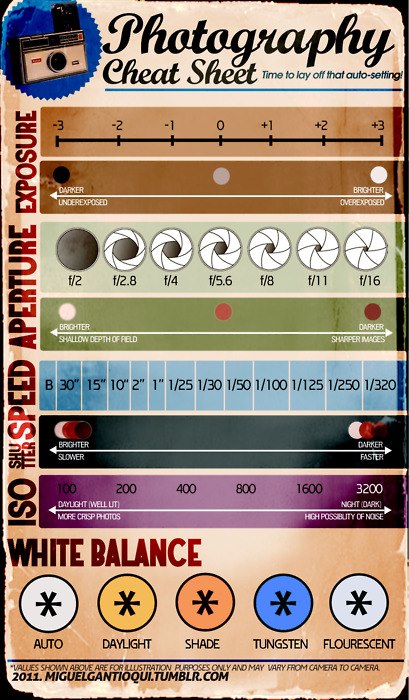 Photography
Cheat Sheet Time to lay off that auto-setting!
EXPOSURE
-3 -2 -1 0 +1 +2 +3
DARKER BRIGHTER
UNDEREXPOSED OVEREXPOSED
APERTURE
f/2 f/2.8 f/4 f/5.6 f/8 f/11 f/16
BRIGHTER DARKER
SHALLOW DEPTH OF FIELD SHARPER IMAGES
SHUTTER SPEED
B 30" 15" 10" 2" 1" 1/25 1/30 1/50 1/100 1/125 1/250 1/320
BRIGHTER DARKER
SLOWER FASTER
ISO
100 200 400 800 1600 3200
DAYLIGHT (WELL LIT) NIGHT (DARK)
MORE CRISP PHOTOS HIGH POSSIBLITY OF NOISE
WHITE BALANCE
AUTO DAYLIGHT SHADE TUNGSTEN FLOURESCENT
*VALUES SHOWN ABOVE ARE FOR ILLUSTRATION PURPOSES ONLY AND MAY VARY FROM CAMERA TO CAMERA.
2011. MIGUELGANTIOQUI.TUMBLR.COM